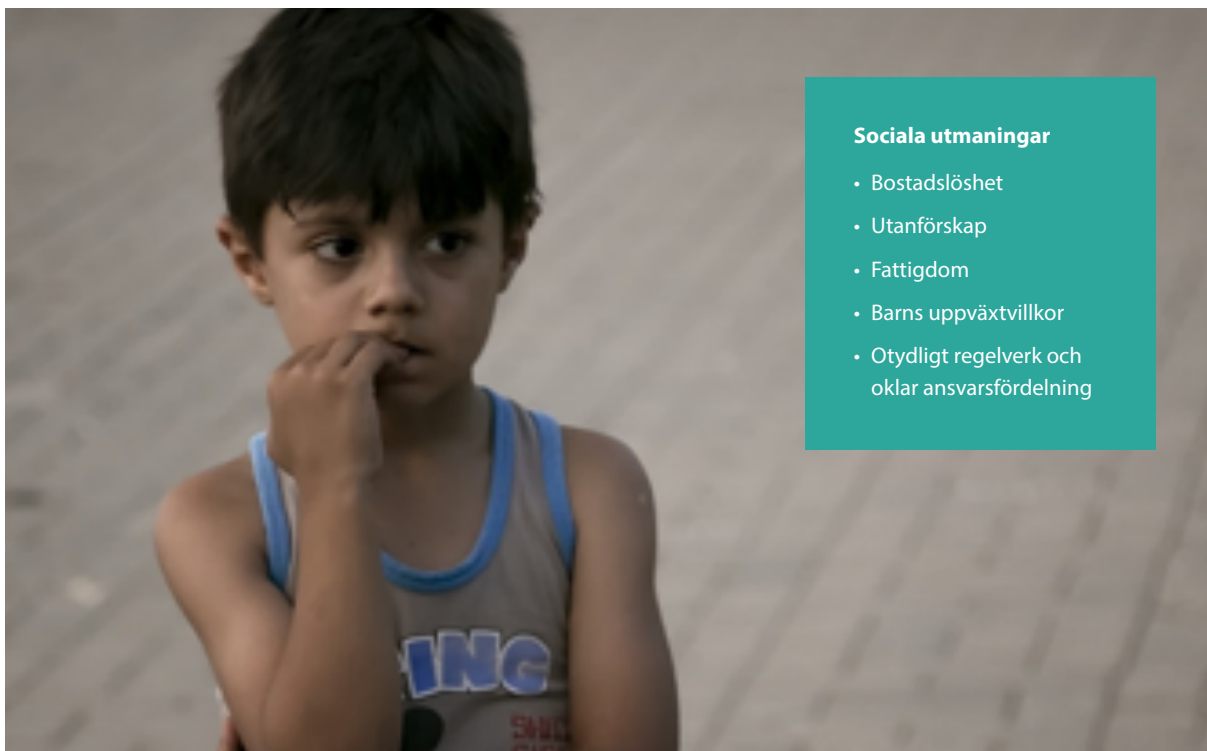 Sociala utmaningar
• Bostadslöshet
• Utanförskap
• Fattigdom
• Barns uppväxtvillkor
• Otydligt regelverk och
oklar ansvarsfördelning
ING